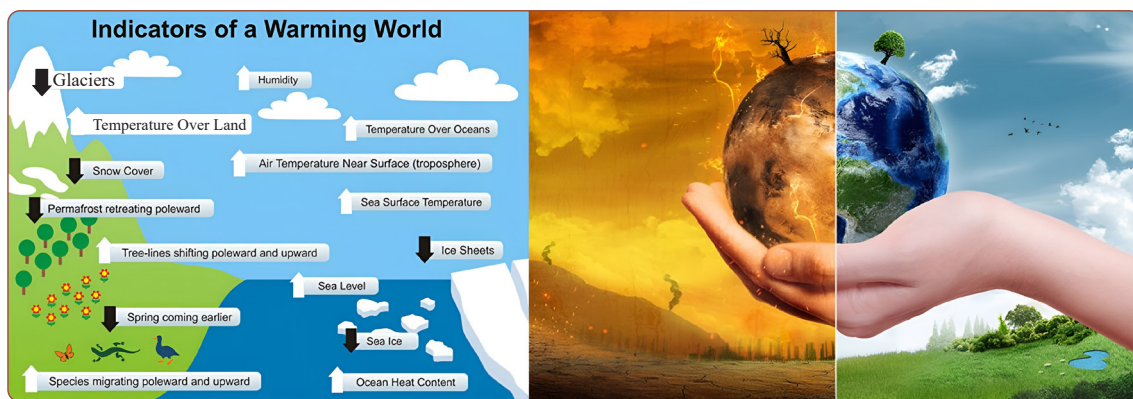 Indicators of a Warming World
Glaciers
Humidity
Temperature Over Land
Temperature Over Oceans
Air Temperature Near Surface (troposphere)
Snow Cover
Sea Surface Temperature
Permafrost retreating poleward
Tree-lines shifting poleward and upward
Ice Sheets
Sea Level
Spring coming earlier
Sea Ice
Species migrating poleward and upward
Ocean Heat Content